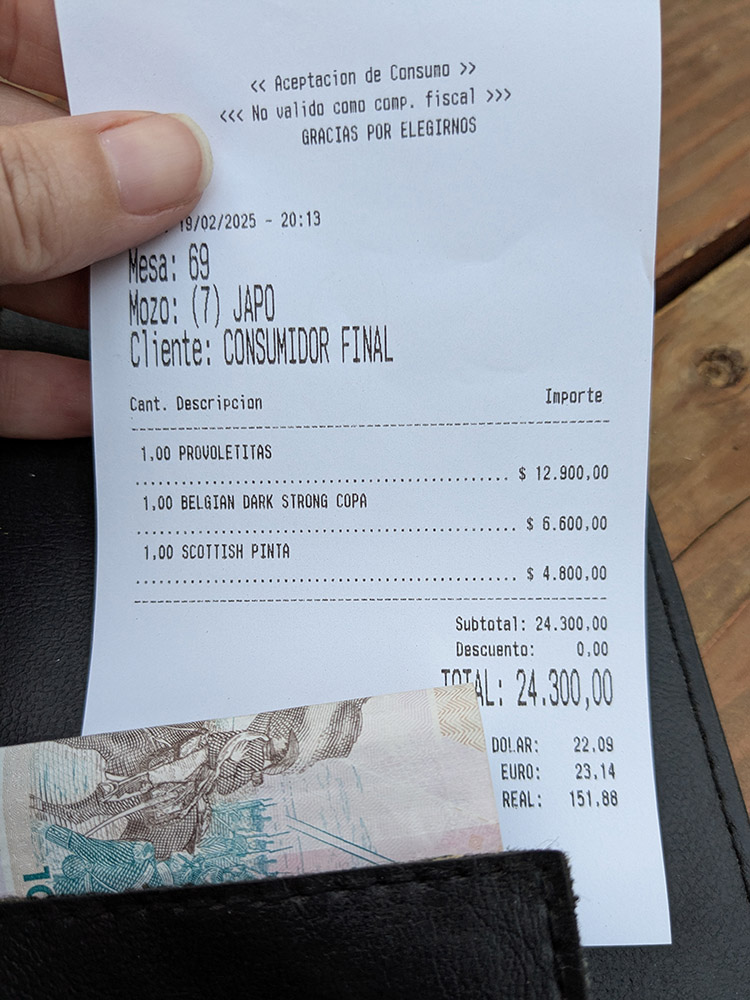 << Aceptacion de Consumo >>
<<< No valido como comp. fiscal >>>
GRACIAS POR ELEGIRNOS
19/02/2025 - 20:13
Mesa: 69
Mozo: (7) JAPO
Cliente: CONSUMIDOR FINAL
Cant. Descripcion Importe
1,00 PROVOLETITAS
$ 12.900,00
1,00 BELGIAN DARK STRONG COPA
$ 6.600,00
1,00 SCOTTISH PINTA
$ 4.800,00
Subtotal: 24.300,00
Descuento: 0,00
TOTAL: 24.300,00
DOLAR: 22.09
EURO: 23.14
REAL: 151.88